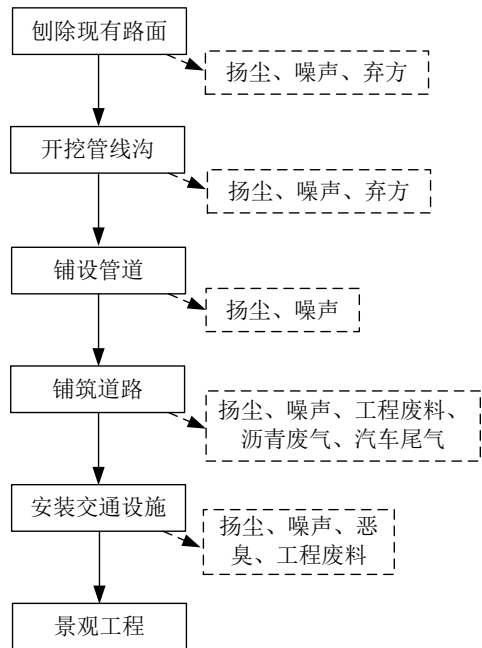 刨除现有路面
扬尘、噪声、弃方
开挖管线沟
扬尘、噪声、弃方
铺设管道
扬尘、噪声
铺筑道路
扬尘、噪声、工程废料、
沥青废气、汽车尾气
安装交通设施
扬尘、噪声、恶
臭、工程废料
景观工程